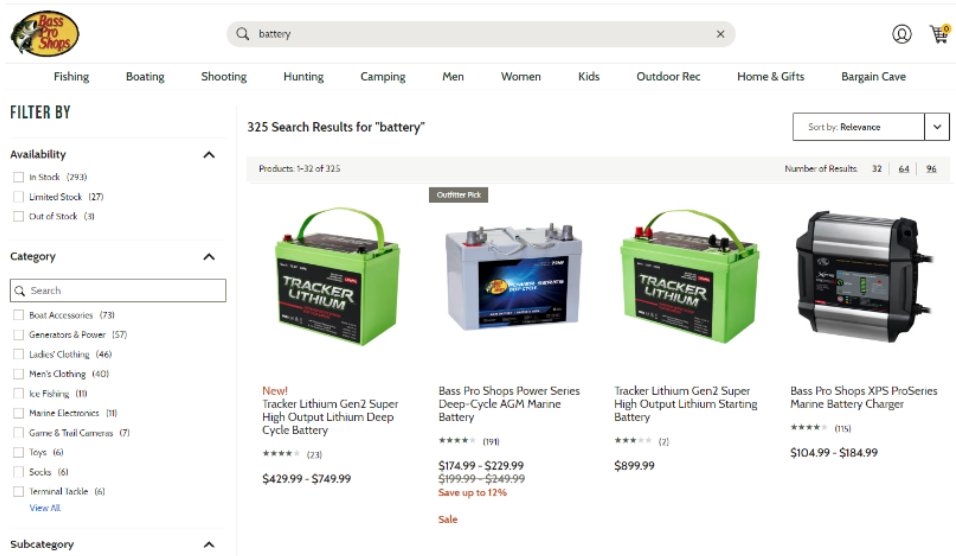 Bass
Pro
Shops
battery
0
Fishing
Boating
Shooting
Hunting
Camping
Men
Women
Kids
Outdoor Rec
Home & Gifts
Bargain Cave
FILTER BY
Availability
In Stock (293)
Limited Stock (27)
Out of Stock (3)
Category
Search
Boat Accessories (73)
Generators & Power (57)
Ladies' Clothing (46)
Men's Clothing (40)
Ice Fishing (11)
Marine Electronics (11)
Game & Trail Cameras (7)
Toys (6)
Socks (6)
Terminal Tackle (6)
View All
Subcategory
325 Search Results for "battery"
Sort by: Relevance
Products: 1-32 of 325
Number of Results: 32 64 96
TRACKER
LITHIUM
New!
Tracker Lithium Gen2 Super
High Output Lithium Deep
Cycle Battery
(23)
$429.99 - $749.99
Outfitter Pick
POWER SERIES
DEEP CYCLE
Bass Pro Shops Power Series
Deep-Cycle AGM Marine
Battery
(191)
$174.99 - $229.99
$199.99 - $249.99
Save up to 12%
Sale
TRACKER
LITHIUM
Tracker Lithium Gen2 Super
High Output Lithium Starting
Battery
(2)
$899.99
Bass Pro Shops XPS ProSeries
Marine Battery Charger
(115)
$104.99 - $184.99